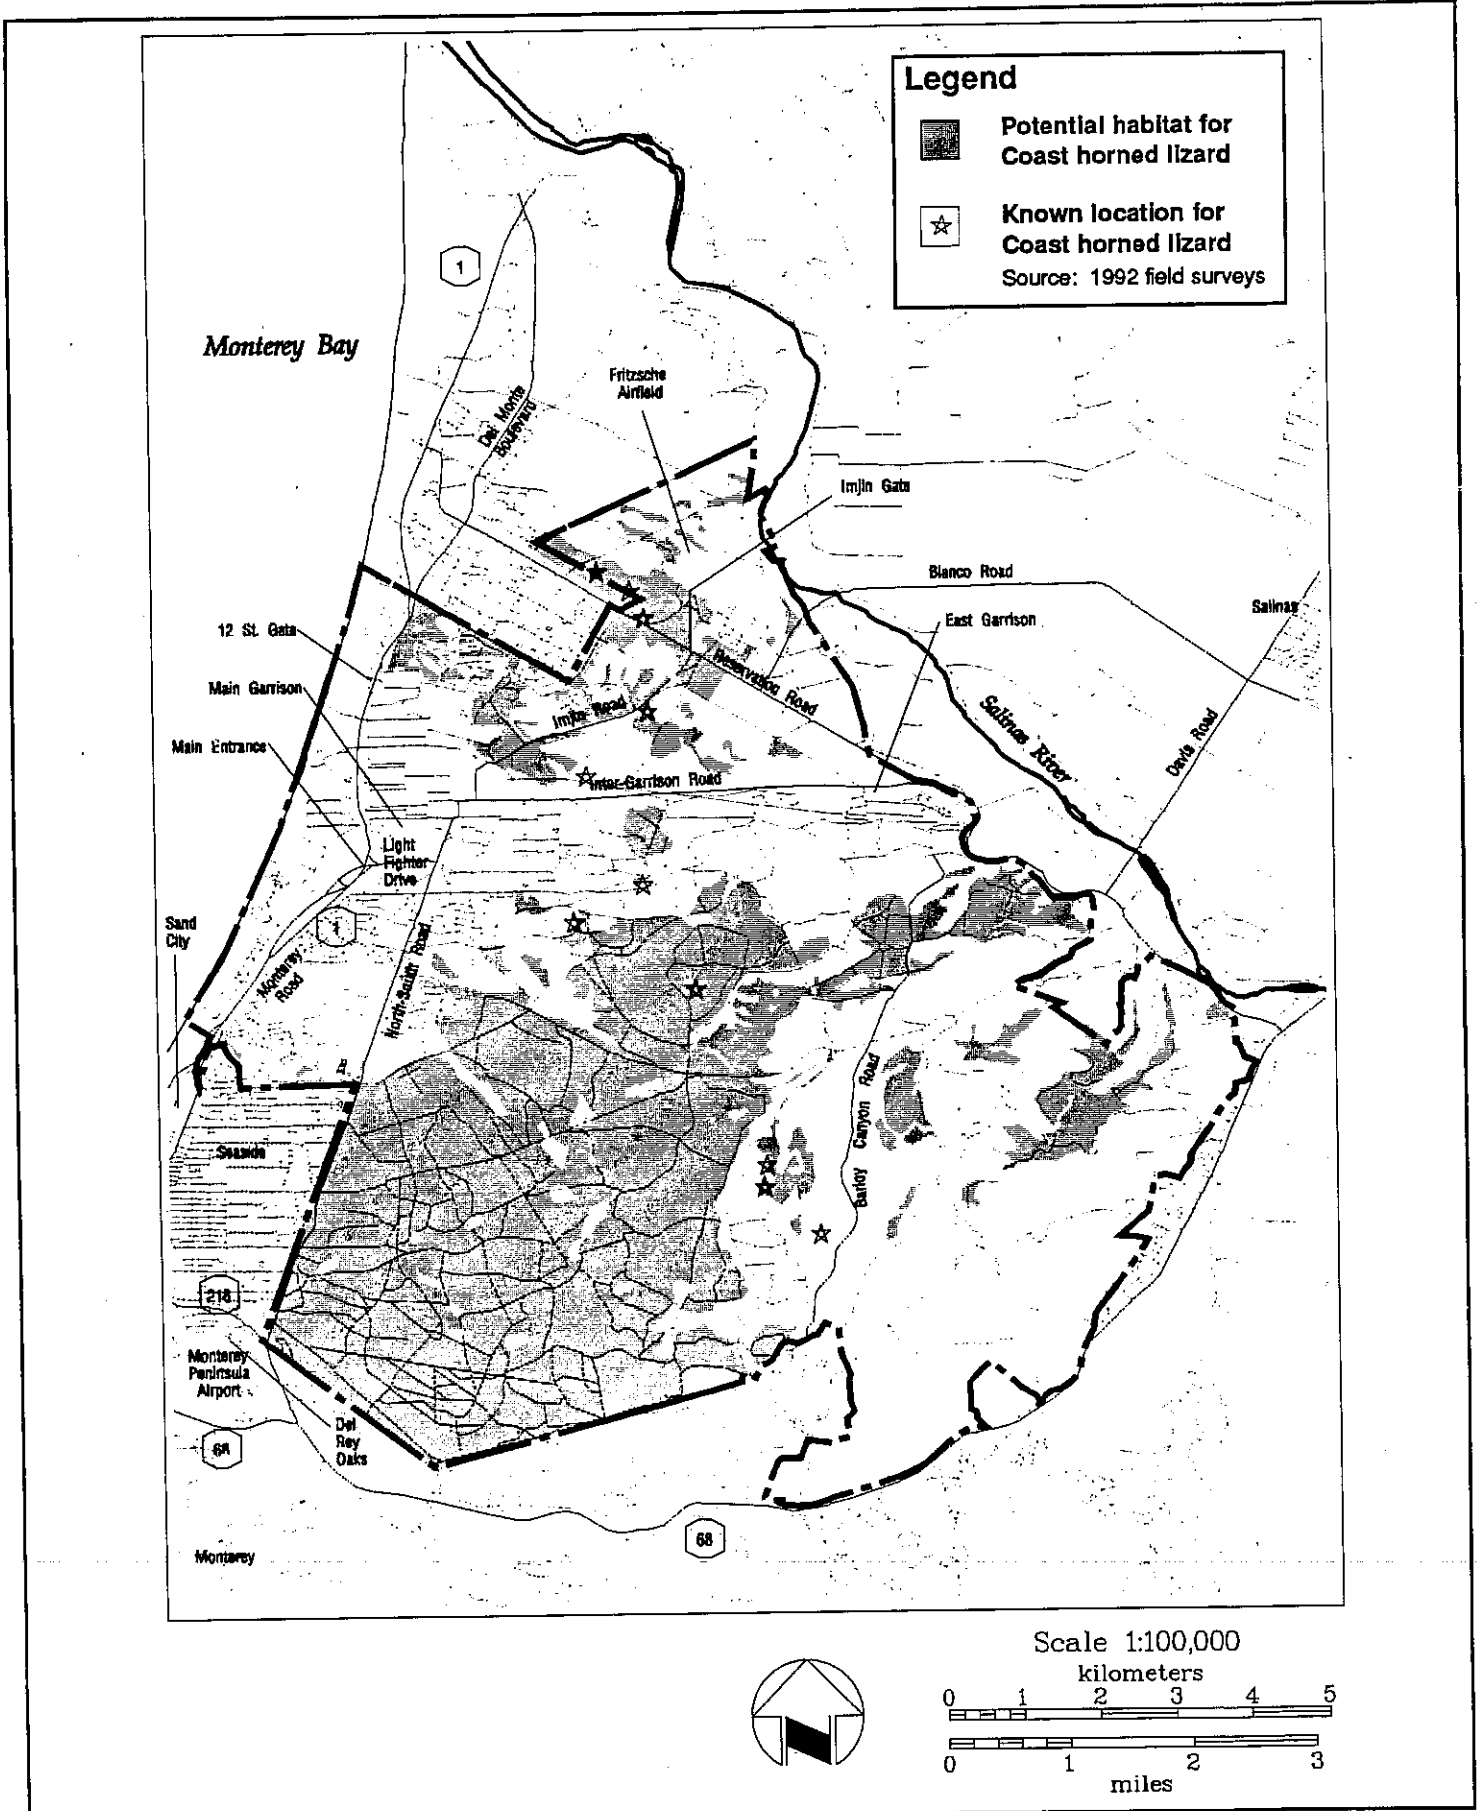 Legend
Potential habitat for
Coast horned lizard
Known location for
Coast horned lizard
Source: 1992 field surveys
1
Monterey Bay
Fritzsche
Airfield
Del Monte
Boulevard
Imjin Gate
Blanco Road
Salinas
12 St. Gate
East Garrison
Reservation Road
Main Garrison
Imjin Road
Salinas River
Davis Road
Main Entrance
Inter-Garrison Road
Light
Fighter
Drive
Sand
City
1
Monterey
Road
North-South Road
Barloy Canyon Road
Seaside
218
Monterey
Peninsula
Airport
Del
Rey
Oaks
68
68
Monterey
Scale 1:100,000
kilometers
0 1 2 3 4 5
0 1 2 3
miles